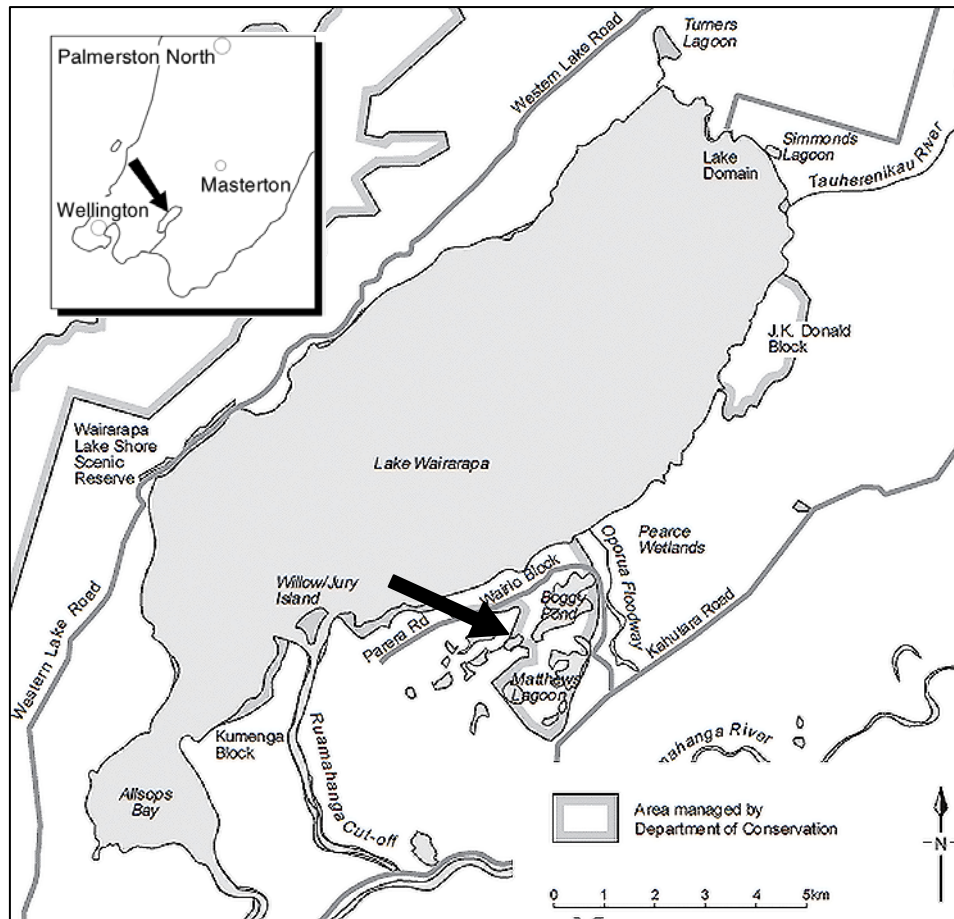 Palmerston North
Masterton
Wellington
Western Lake Road
Turners
Lagoon
Simmonds
Lagoon
Lake
Domain
Tauherenikau River
J.K. Donald
Block
Wairarapa
Lake Shore
Scenic
Reserve
Lake Wairarapa
Pearce
Wetlands
Oporua Floodway
Willow/Jury
Island
Wairio Block
Boggy
Pond
Parera Rd
Kahutara Road
Matthews
Lagoon
Western Lake Road
Kumenga
Block
Ruamahanga Cut-off
mahanga River
Allsops
Bay
Area managed by
Department of Conservation
N
0 1 2 3 4 5km